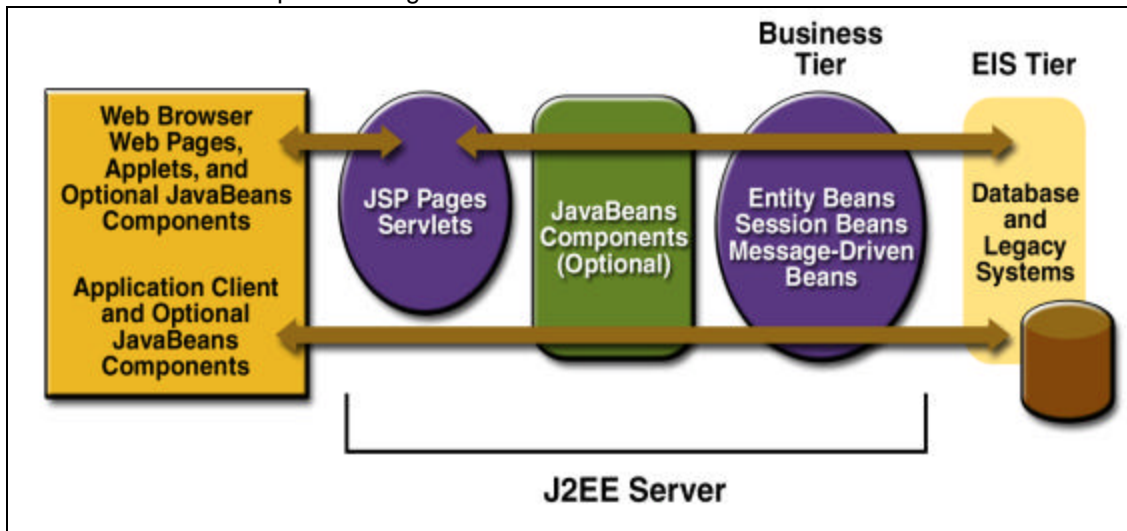 Business
Tier
EIS Tier
Web Browser
Web Pages,
Applets, and
Optional JavaBeans
Components
Application Client
and Optional
JavaBeans
Components
JSP Pages
Servlets
JavaBeans
Components
(Optional)
Entity Beans
Session Beans
Message-Driven
Beans
Database
and
Legacy
Systems
J2EE Server